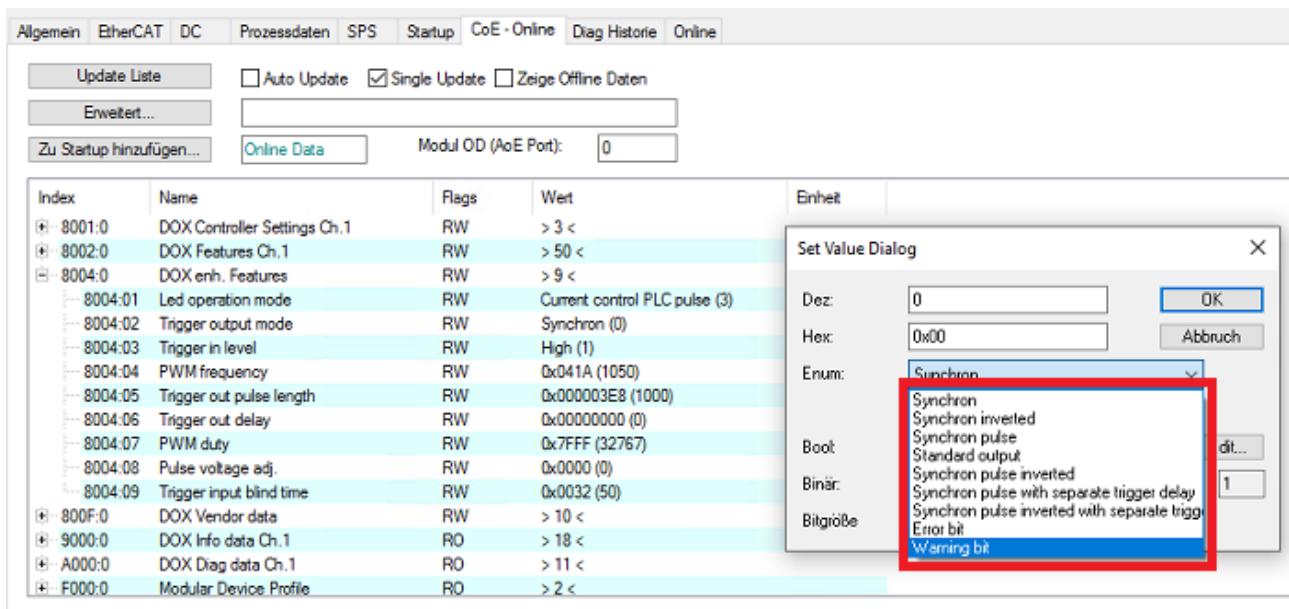 Allgemein EtherCAT DC Prozessdaten SPS Startup CoE - Online Diag Historie Online
Update Liste Auto Update Single Update Zeige Offline Daten
Erweitert...
Zu Startup hinzufügen... Online Data Modul OD (AoE Port): 0
Index Name Flags Wert Einheit
8001:0 DOX Controller Settings Ch.1 RW > 3 <
8002:0 DOX Features Ch.1 RW > 50 <
8004:0 DOX enh. Features RW > 9 <
8004:01 Led operation mode RW Current control PLC pulse (3)
8004:02 Trigger output mode RW Synchron (0)
8004:03 Trigger in level RW High (1)
8004:04 PWM frequency RW 0x041A (1050)
8004:05 Trigger out pulse length RW 0x000003E8 (1000)
8004:06 Trigger out delay RW 0x00000000 (0)
8004:07 PWM duty RW 0x7FFF (32767)
8004:08 Pulse voltage adj. RW 0x0000 (0)
8004:09 Trigger input blind time RW 0x0032 (50)
800F:0 DOX Vendor data RW > 10 <
9000:0 DOX Info data Ch.1 RO > 18 <
A000:0 DOX Diag data Ch.1 RO > 11 <
F000:0 Modular Device Profile RO > 2 <
Set Value Dialog
Dez: 0 OK
Hex: 0x00 Abbruch
Enum: Synchron
Synchron
Synchron inverted
Synchron pulse
Standard output
Synchron pulse inverted
Synchron pulse with separate trigger delay
Synchron pulse inverted with separate trigge
Error bit
Warning bit
Bool: dit...
Binär: 1
Bitgröße